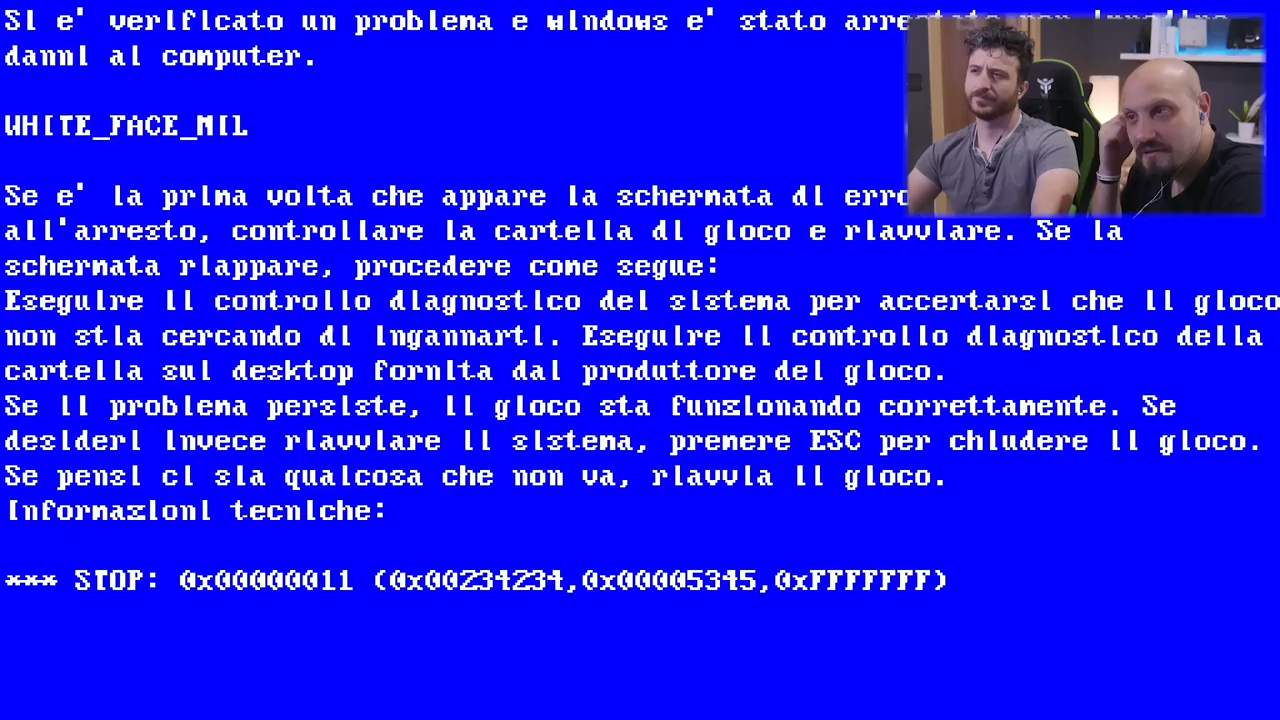 Si e' verificato un problema e windows e' stato
danni al computer.
WHITE_FACE_MIL
Se e' la prima volta che appare la schermata di
all'arresto, controllare la cartella di gioco e riavviare. Se la
schermata riappare, procedere come segue:
Eseguire il controllo diagnostico del sistema per accertarsi che il gioco
non stia cercando di ingannarti. Eseguire il controllo diagnostico della
cartella sul desktop fornita dal produttore del gioco.
Se il problema persiste, il gioco sta funzionando correttamente. Se
desideri invece riavviare il sistema, premere ESC per chiudere il gioco.
Se pensi ci sia qualcosa che non va, riavvia il gioco.
Informazioni tecniche:
*** STOP: 0x00000011 (0x00234234,0x00005345,0xFFFFFFF)